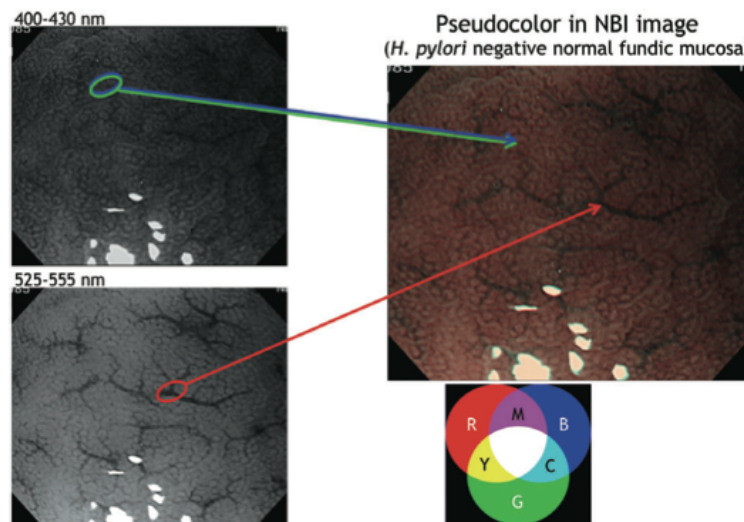 400-430 nm
Pseudocolor in NBI image
(H. pylori negative normal fundic mucosa
525-555 nm
R
M
B
Y
C
G